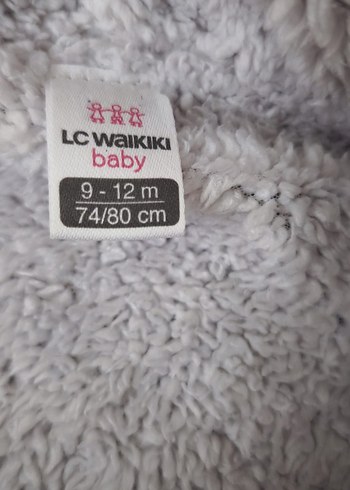 LC WAIKIKI
baby
9 - 12 m
74/80 cm